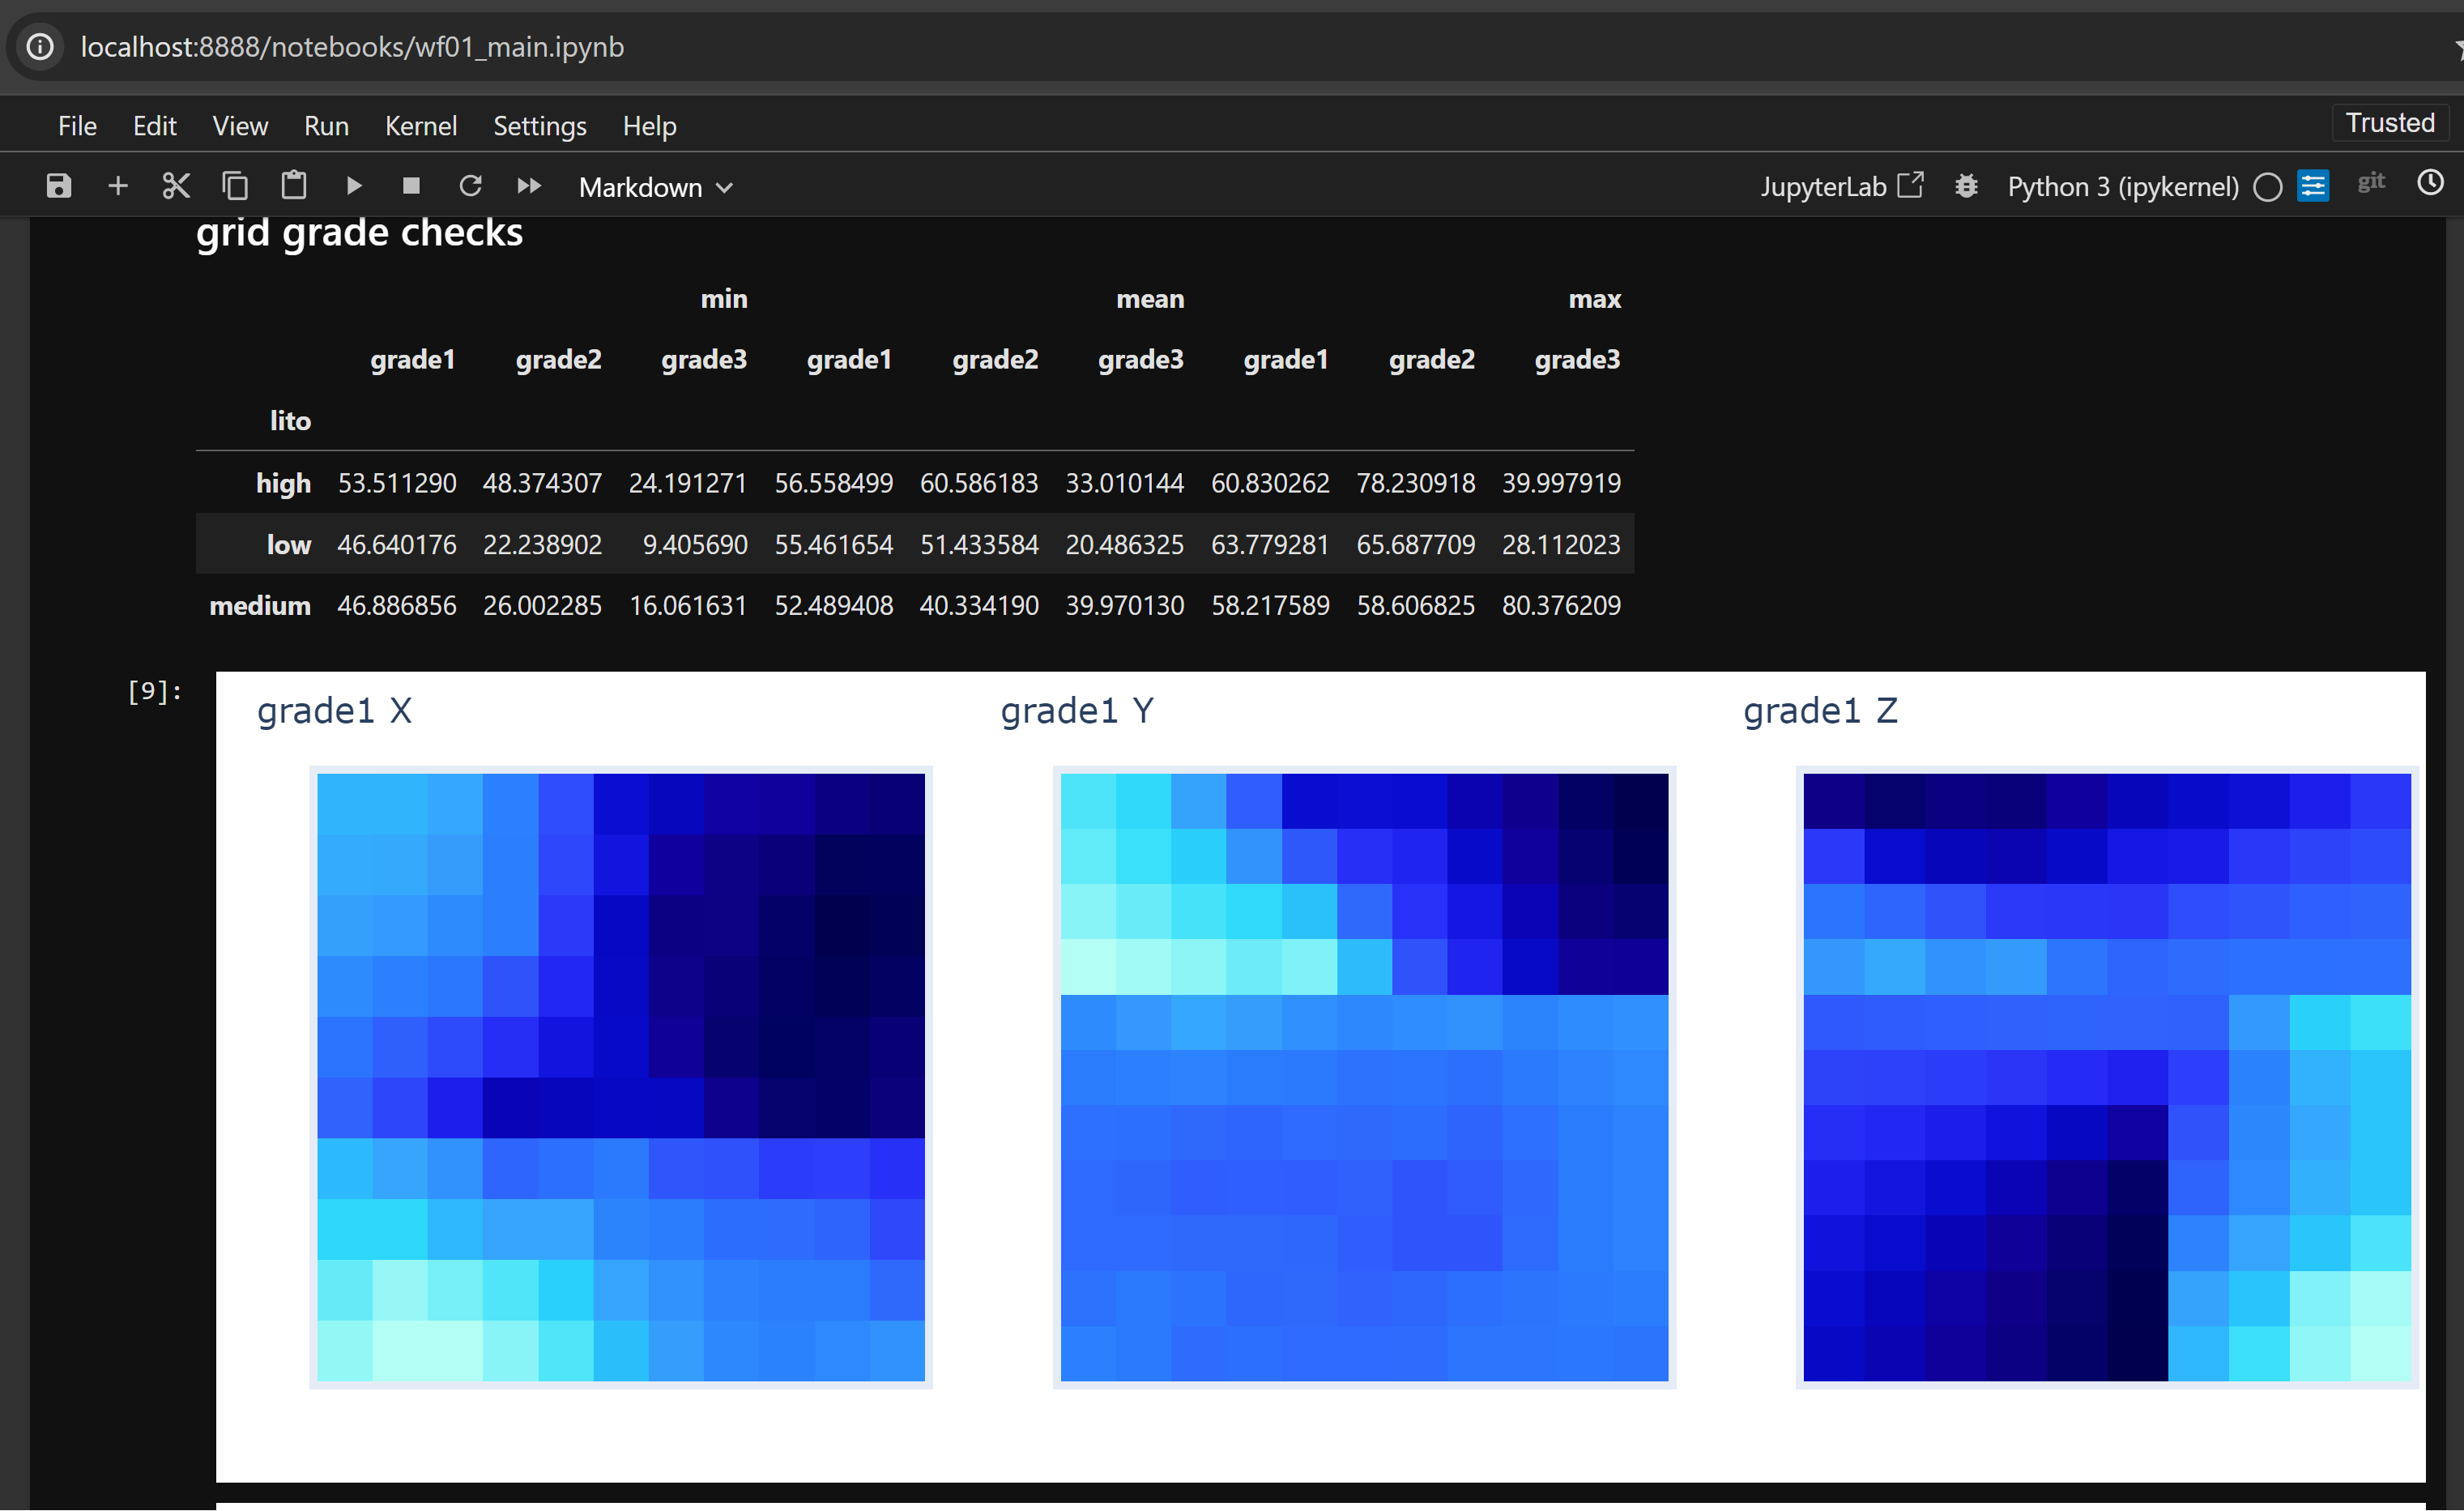 localhost:8888/notebooks/wf01_main.ipynb
File Edit View Run Kernel Settings Help Trusted
Markdown JupyterLab Python 3 (ipykernel) git
grid grade checks
min mean max
grade1 grade2 grade3 grade1 grade2 grade3 grade1 grade2 grade3
lito
high 53.511290 48.374307 24.191271 56.558499 60.586183 33.010144 60.830262 78.230918 39.997919
low 46.640176 22.238902 9.405690 55.461654 51.433584 20.486325 63.779281 65.687709 28.112023
medium 46.886856 26.002285 16.061631 52.489408 40.334190 39.970130 58.217589 58.606825 80.376209
[9]:
grade1 X grade1 Y grade1 Z